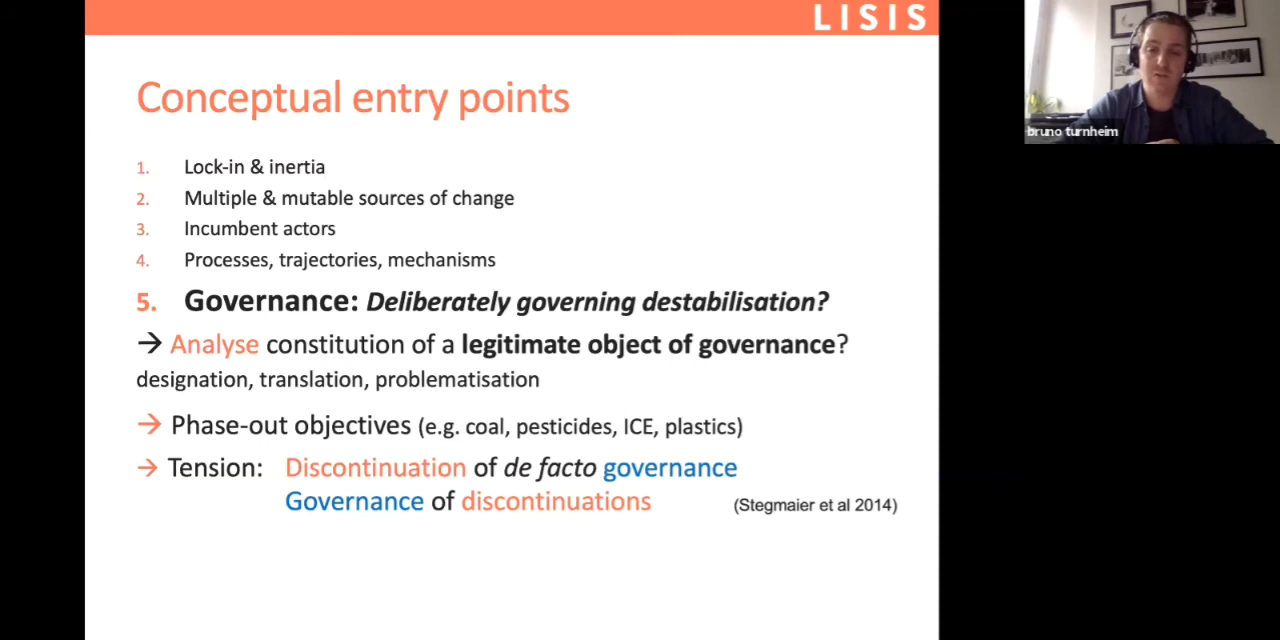 LISIS
Conceptual entry points
1. Lock-in & inertia
2. Multiple & mutable sources of change
3. Incumbent actors
4. Processes, trajectories, mechanisms
5. Governance: Deliberately governing destabilisation?
→ Analyse constitution of a legitimate object of governance?
designation, translation, problematisation
→ Phase-out objectives (e.g. coal, pesticides, ICE, plastics)
→ Tension: Discontinuation of de facto governance
Governance of discontinuations (Stegmaier et al 2014)
bruno turnheim